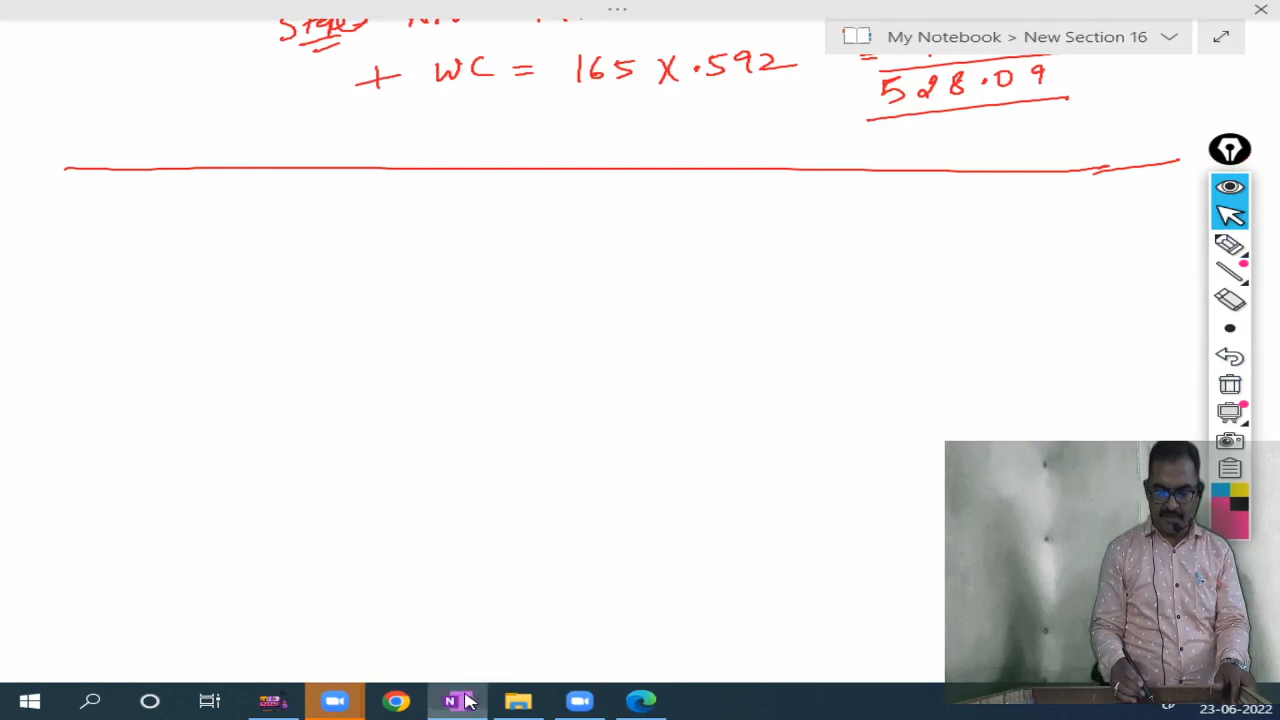 My Notebook > New Section 16
+ WC = 165 X .592
528.09
23-06-2022